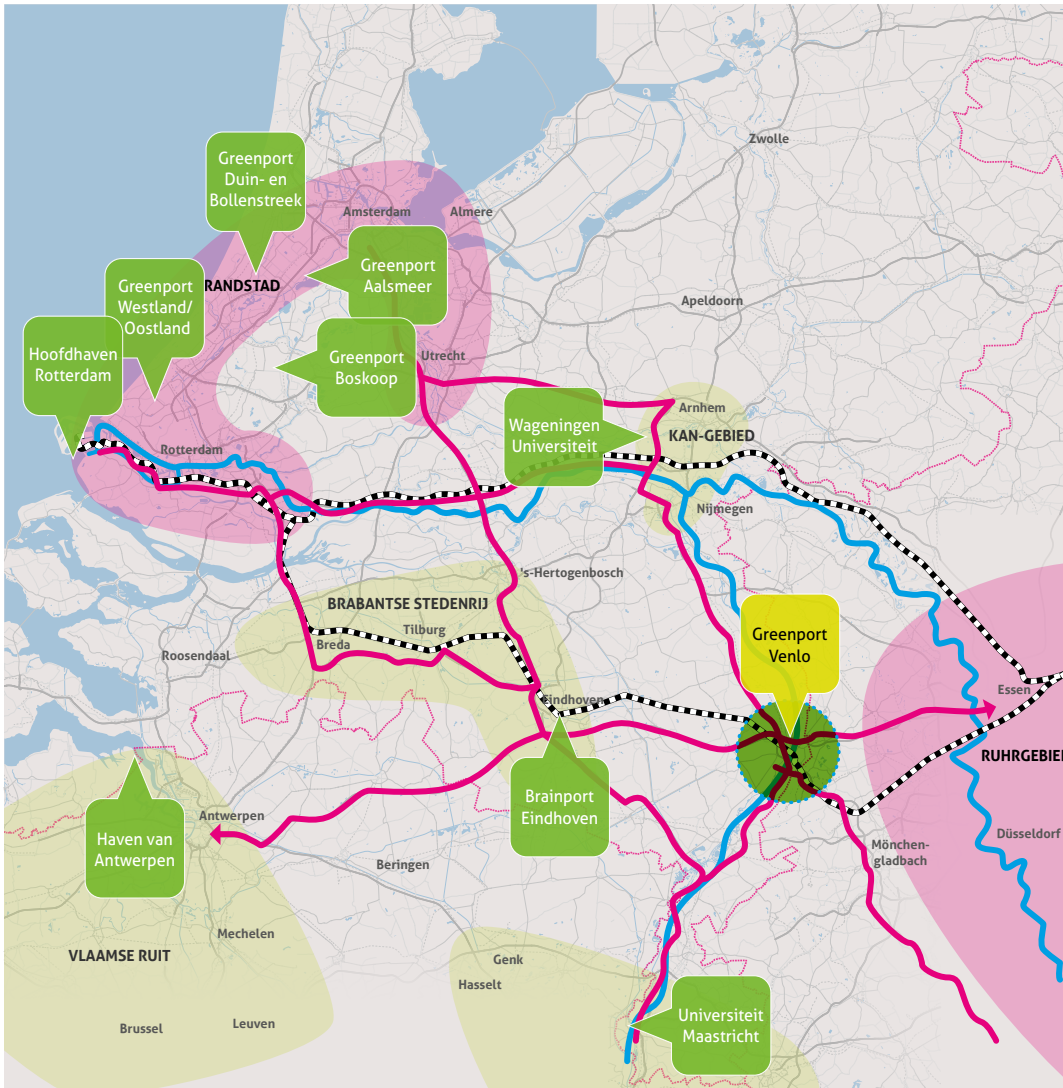 Zwolle
Greenport
Duin- en
Bollenstreek
Amsterdam
Almere
Greenport
Aalsmeer
RANDSTAD
Greenport
Westland/
Oostland
Apeldoorn
Hoofdhaven
Rotterdam
Greenport
Boskoop
Utrecht
Wageningen
Universiteit
Arnhem
KAN-GEBIED
Rotterdam
Nijmegen
's-Hertogenbosch
BRABANTSE STEDENRIJ
Tilburg
Breda
Roosendaal
Greenport
Venlo
Eindhoven
Essen
RUHRGEBIED
Brainport
Eindhoven
Haven van
Antwerpen
Antwerpen
Beringen
Mönchen-
gladbach
Düsseldorf
Mechelen
VLAAMSE RUIT
Genk
Hasselt
Universiteit
Maastricht
Brussel
Leuven